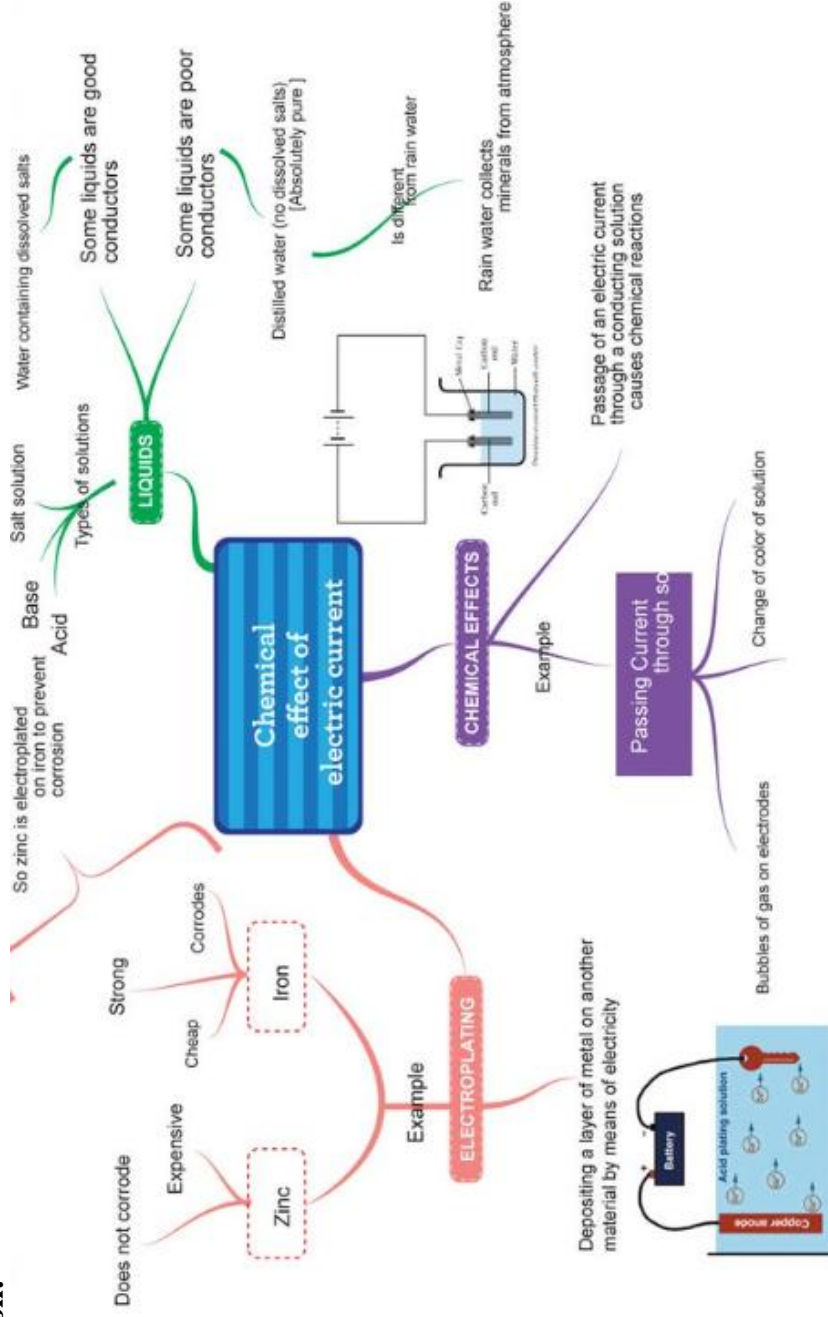 Chemical
effect of
electric current
LIQUIDS
Types of solutions
Salt solution
Base
Acid
Some liquids are good
conductors
Water containing dissolved salts
Some liquids are poor
conductors
Distilled water (no dissolved salts)
[Absolutely pure ]
Is different
from rain water
Rain water collects
minerals from atmosphere
CHEMICAL EFFECTS
Passage of an electric current
through a conducting solution
causes chemical reactions
Example
Passing Current
through so
Change of color of solution
Bubbles of gas on electrodes
Metal Cap
Carbon
rod
Water
Carbon
rod
ELECTROPLATING
Example
Zinc
Does not corrode
Expensive
Iron
Cheap
Strong
Corrodes
So zinc is electroplated
on iron to prevent
corrosion
Depositing a layer of metal on another
material by means of electricity
Battery
+
-
Acid plating solution
Copper anode